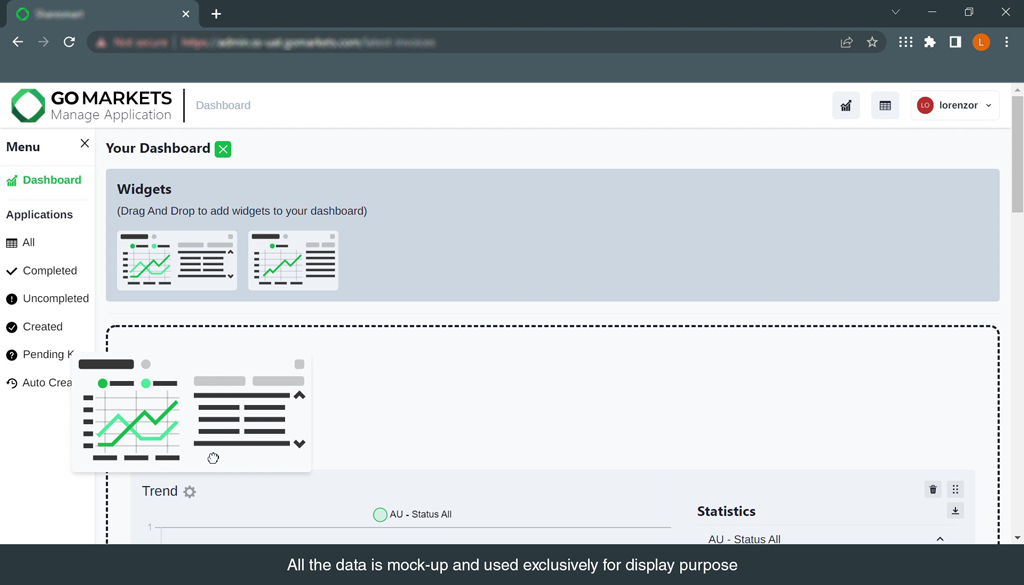 GO MARKETS
Manage Application
Dashboard
LO
lorenzor
L
Menu
Dashboard
Applications
All
Completed
Uncompleted
Created
Pending
Auto Crea
Your Dashboard
Widgets
(Drag And Drop to add widgets to your dashboard)
Trend
AU - Status All
1
Statistics
AU - Status All
All the data is mock-up and used exclusively for display purpose